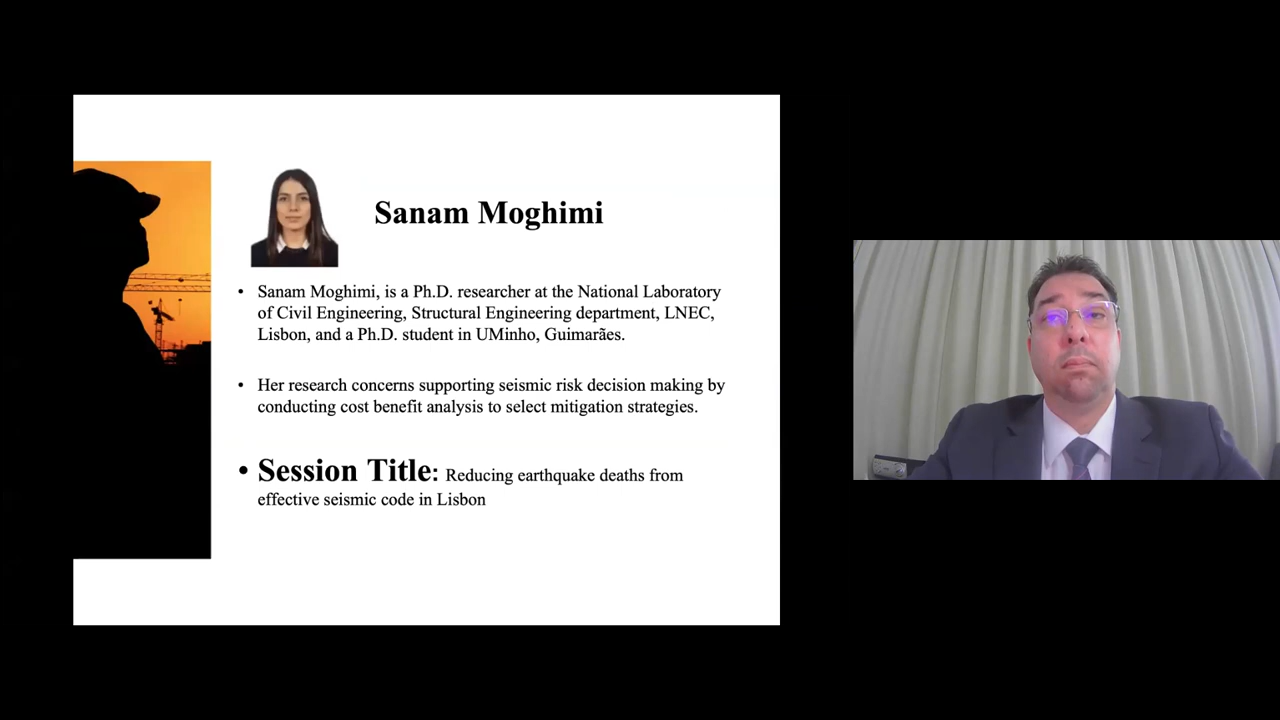 Sanam Moghimi
• Sanam Moghimi, is a Ph.D. researcher at the National Laboratory
of Civil Engineering, Structural Engineering department, LNEC,
Lisbon, and a Ph.D. student in UMinho, Guimarães.
• Her research concerns supporting seismic risk decision making by
conducting cost benefit analysis to select mitigation strategies.
• Session Title: Reducing earthquake deaths from
effective seismic code in Lisbon